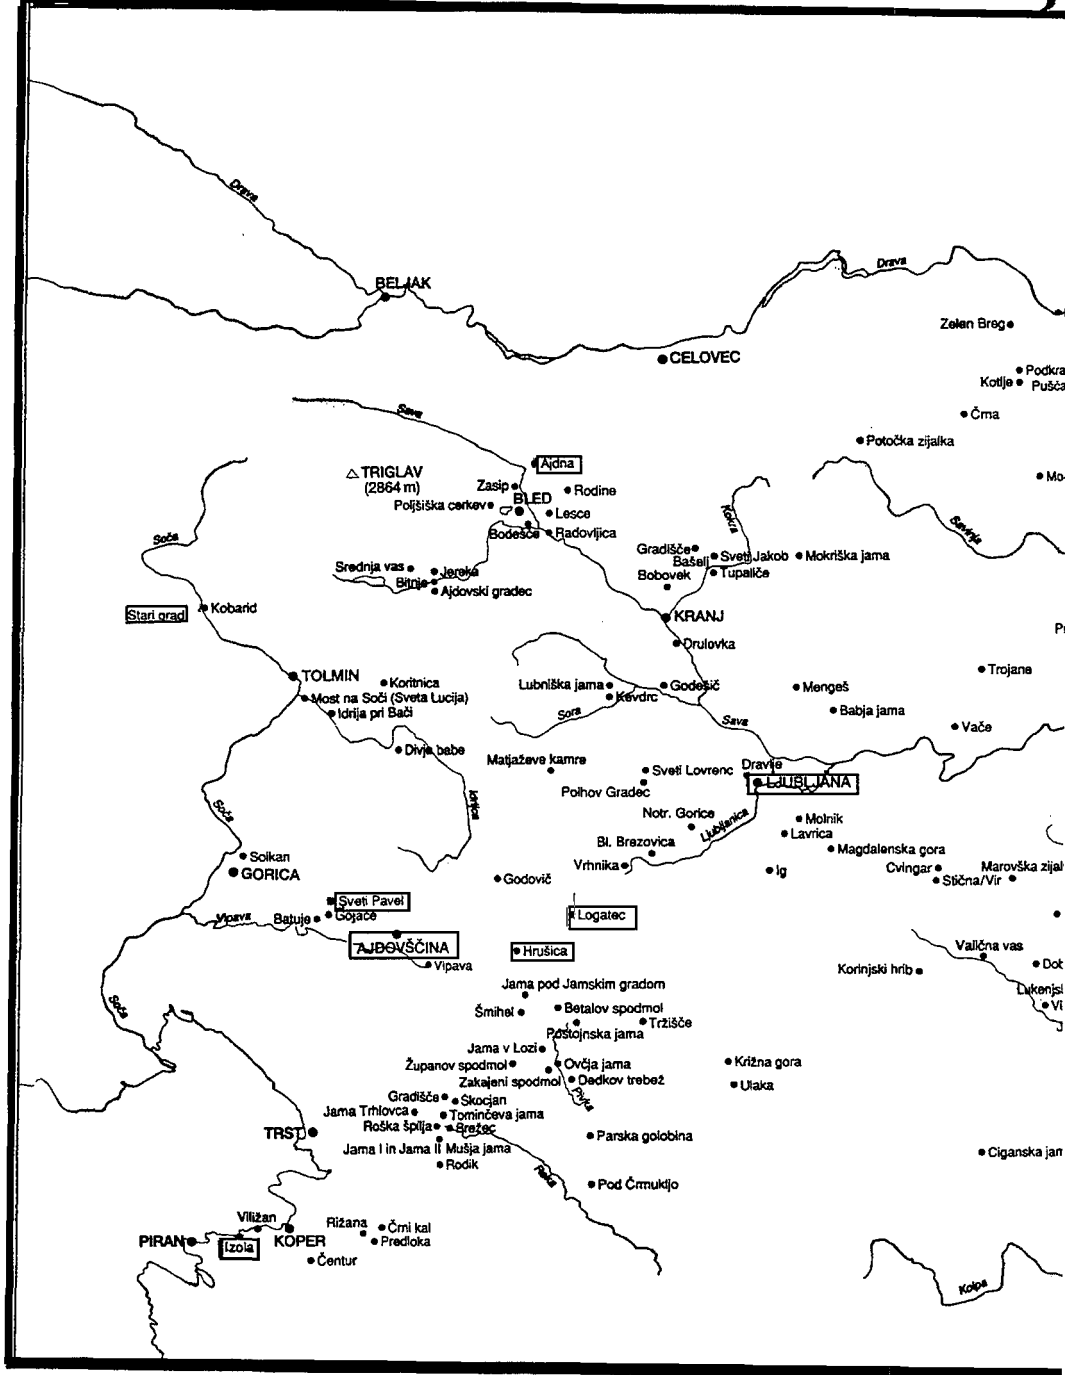 Drava
BELJAK
Drava
Zelen Breg
CELOVEC
Podkra
Kotlje
Pušča
Sava
Črna
Potočka zijalka
Ajdna
TRIGLAV
(2864 m)
Zasip
Rodine
Mo
BLED
Poljšiška cerkev
Lesce
Kokra
Savinja
Bodešče
Radovljica
Soča
Gradišče
Bašelj
Sveti Jakob
Mokriška jama
Srednja vas
Jereka
Bobovek
Tupaliče
Bitnje
Ajdovski gradec
Stari grad
Kobarid
KRANJ
Drulovka
Trojane
TOLMIN
Koritnica
Lubniška jama
Godešič
Mengeš
Most na Soči (Sveta Lucija)
Kevdrc
Idrija pri Bači
Sora
Sava
Babja jama
Vače
Divje babe
Matjaževe kamre
Sveti Lovrenc
Dravlje
Polhov Gradec
LJUBLJANA
Soča
Idrijca
Notr. Gorice
Ljubljanica
Molnik
Lavrica
Bl. Brezovica
Magdalenska gora
Solkan
Vrhnika
Ig
Cvingar
Marovška zijal
GORICA
Godovič
Stična/Vir
Sveti Pavel
Vipava
Batuje
Gojače
Logatec
AJDOVŠČINA
Hrušica
Valična vas
Vipava
Korinjski hrib
Dob
Jama pod Jamskim gradom
Lukenjsk
Soča
Šmihel
Betalov spodmol
Vi
Postojnska jama
Tržišče
Jama v Lozi
Županov spodmol
Ovčja jama
Križna gora
Zakajeni spodmol
Dedkov trebež
Ulaka
Pivka
Gradišče
Škocjan
Jama Trhlovca
Tominčeva jama
TRST
Roška špilja
Brežec
Parska golobina
Jama I in Jama II
Mušja jama
Ciganska jam
Rodik
Reka
Pod Črmukljo
Viližan
Rižana
Črni kal
PIRAN
Izola
KOPER
Predloka
Čentur
Kolpa